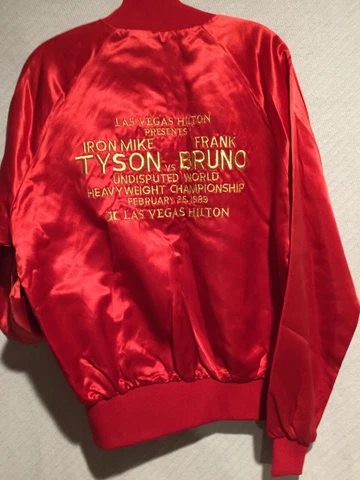 LAS VEGAS HILTON
PRESENTS
IRON MIKE FRANK
TYSON VS. BRUNO
UNDISPUTED WORLD
HEAVYWEIGHT CHAMPIONSHIP
FEBRUARY 25, 1989
LAS VEGAS HILTON